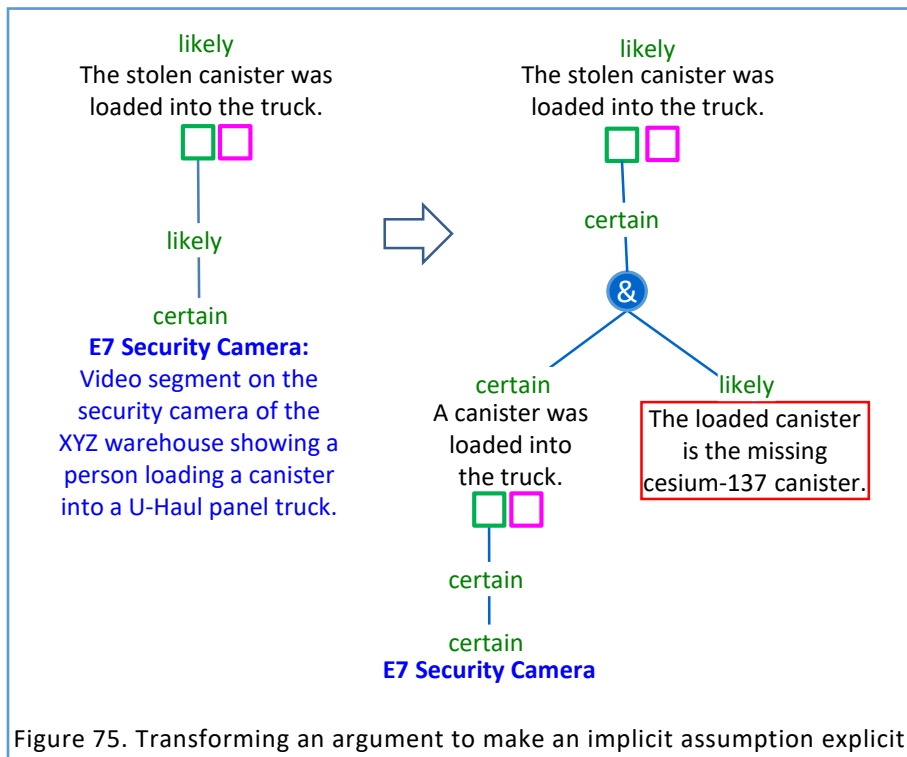 likely
The stolen canister was
loaded into the truck.
likely
certain
E7 Security Camera:
Video segment on the
security camera of the
XYZ warehouse showing a
person loading a canister
into a U-Haul panel truck.
likely
The stolen canister was
loaded into the truck.
certain
&
certain
A canister was
loaded into
the truck.
certain
certain
E7 Security Camera
likely
The loaded canister
is the missing
cesium-137 canister.
Figure 75. Transforming an argument to make an implicit assumption explicit